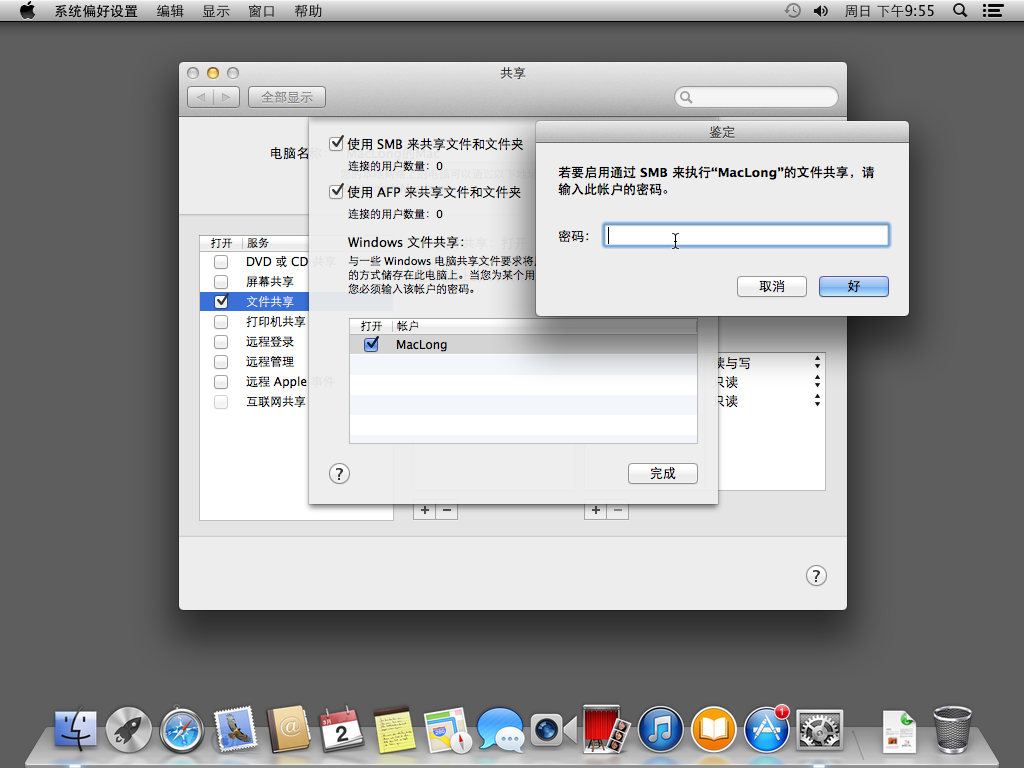 系统偏好设置 编辑 显示 窗口 帮助 周日 下午9:55
共享
全部显示
鉴定
电脑名
使用 SMB 来共享文件和文件夹
连接的用户数量：0
使用 AFP 来共享文件和文件夹
连接的用户数量：0
若要启用通过 SMB 来执行“MacLong”的文件共享，请
输入此帐户的密码。
密码：
取消 好
Windows 文件共享：
与一些 Windows 电脑共享文件要求将
的方式储存在此电脑上。当您为某个用
您必须输入该帐户的密码。
打开 服务
DVD 或 CD 共享
屏幕共享
文件共享
打印机共享
远程登录
远程管理
远程 Apple 事件
互联网共享
打开 帐户
MacLong
读与写
只读
只读
?
完成
+ − + −
?
3月
2
1